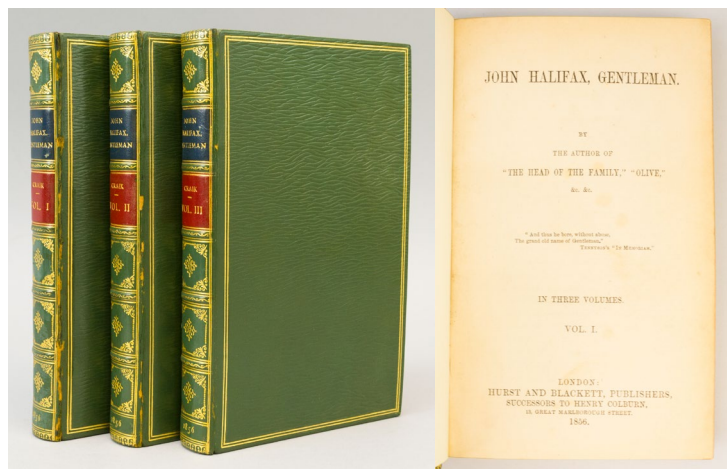 JOHN
HALIFAX,
GENTLEMAN
CRAIK
VOL. I
1856
JOHN
HALIFAX,
GENTLEMAN
CRAIK
VOL. II
1856
JOHN
HALIFAX,
GENTLEMAN
CRAIK
VOL. III
1856
JOHN HALIFAX, GENTLEMAN.
BY
THE AUTHOR OF
"THE HEAD OF THE FAMILY," "OLIVE,"
&c. &c.
"And thus he bore, without abuse,
The grand old name of Gentleman,"
TENNYSON'S "IN MEMORIAM."
IN THREE VOLUMES.
VOL. I.
LONDON:
HURST AND BLACKETT, PUBLISHERS,
SUCCESSORS TO HENRY COLBURN,
13, GREAT MARLBOROUGH STREET.
1856.